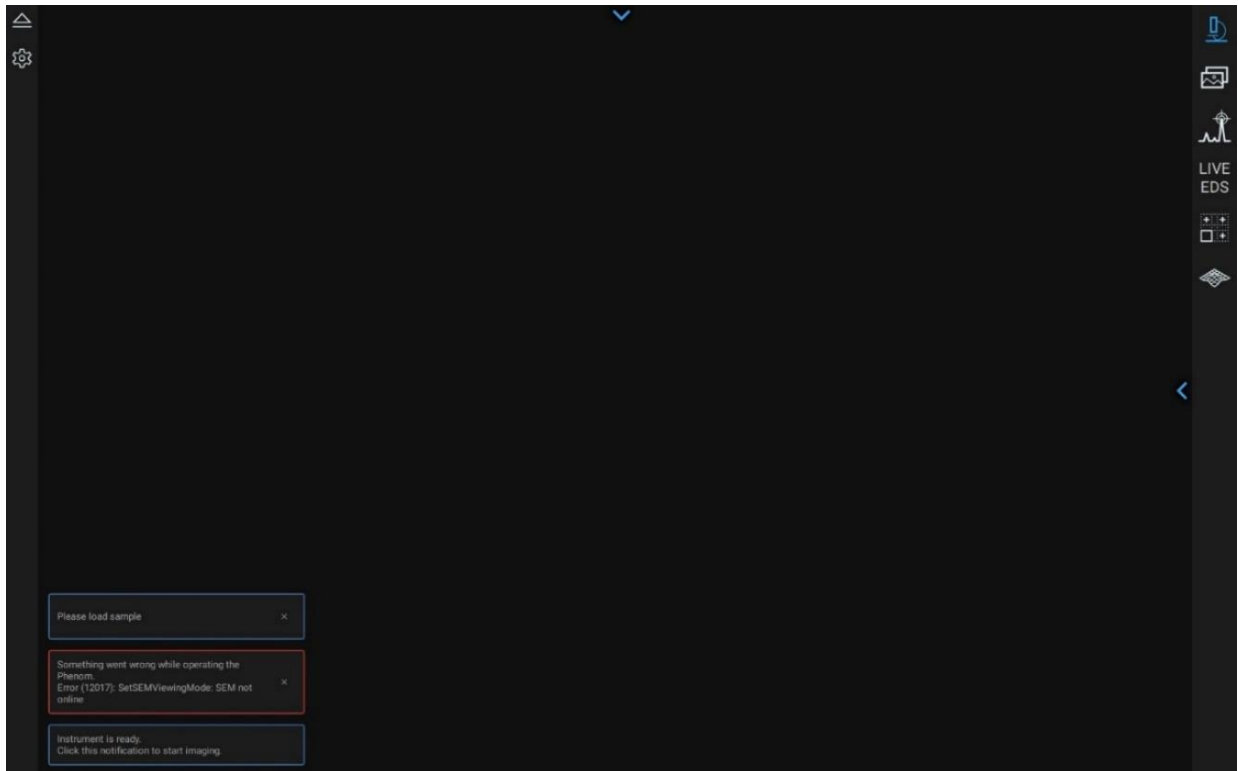 LIVE
EDS
Please load sample
Something went wrong while operating the
Phenom.
Error (12017): SetSEMViewingMode: SEM not
online
Instrument is ready.
Click this notification to start imaging.